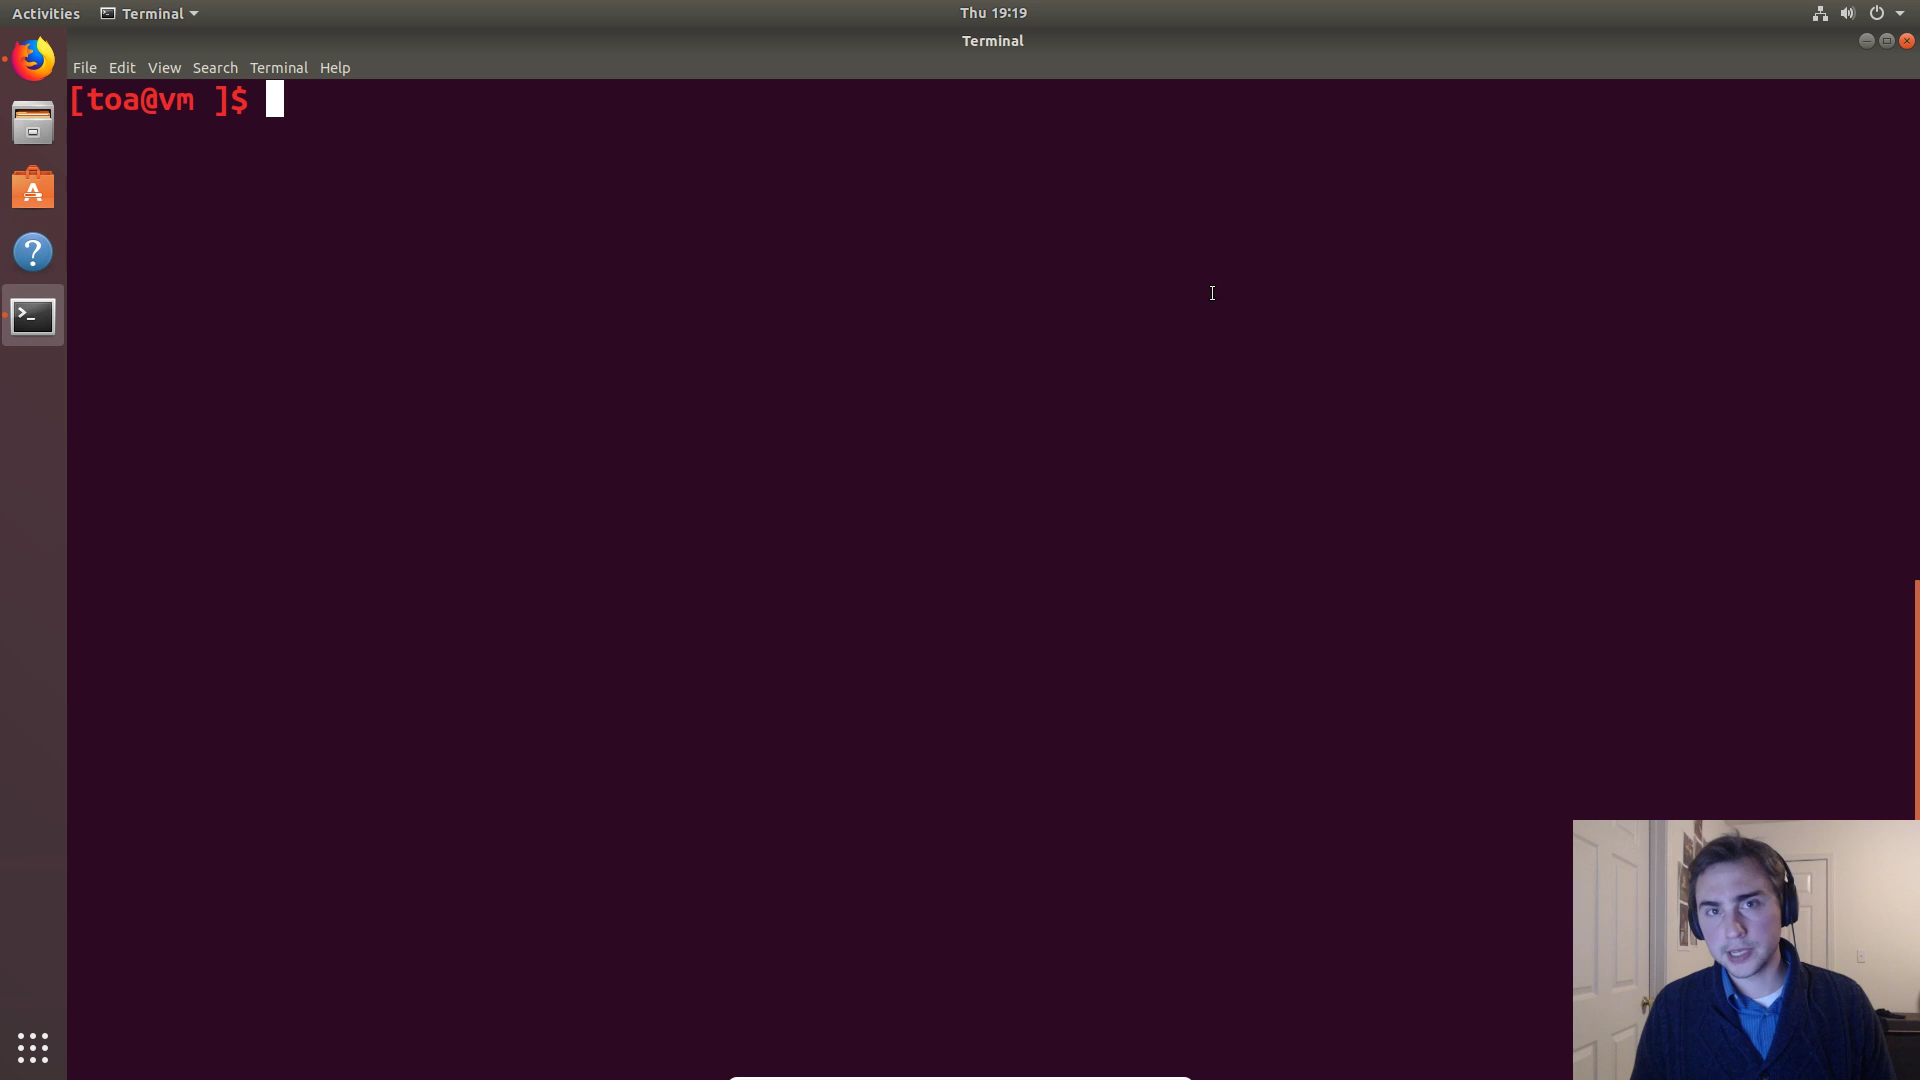 Activities Terminal Thu 19:19
Terminal
File Edit View Search Terminal Help
[toa@vm ]$